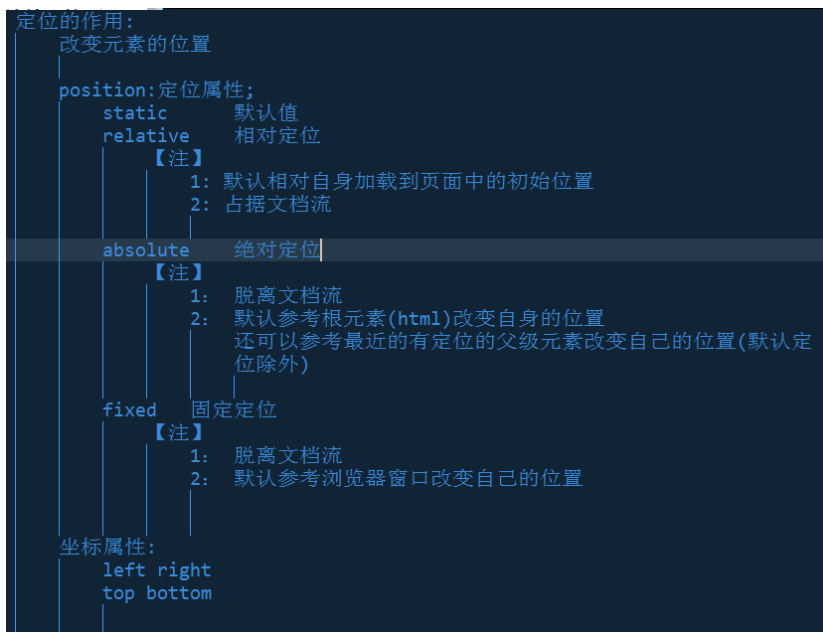 定位的作用:
改变元素的位置
position:定位属性;
static 默认值
relative 相对定位
【注】
1: 默认相对自身加载到页面中的初始位置
2: 占据文档流
absolute 绝对定位
【注】
1: 脱离文档流
2: 默认参考根元素(html)改变自身的位置
还可以参考最近的有定位的父级元素改变自己的位置(默认定
位除外)
fixed 固定定位
【注】
1: 脱离文档流
2: 默认参考浏览器窗口改变自己的位置
坐标属性:
left right
top bottom